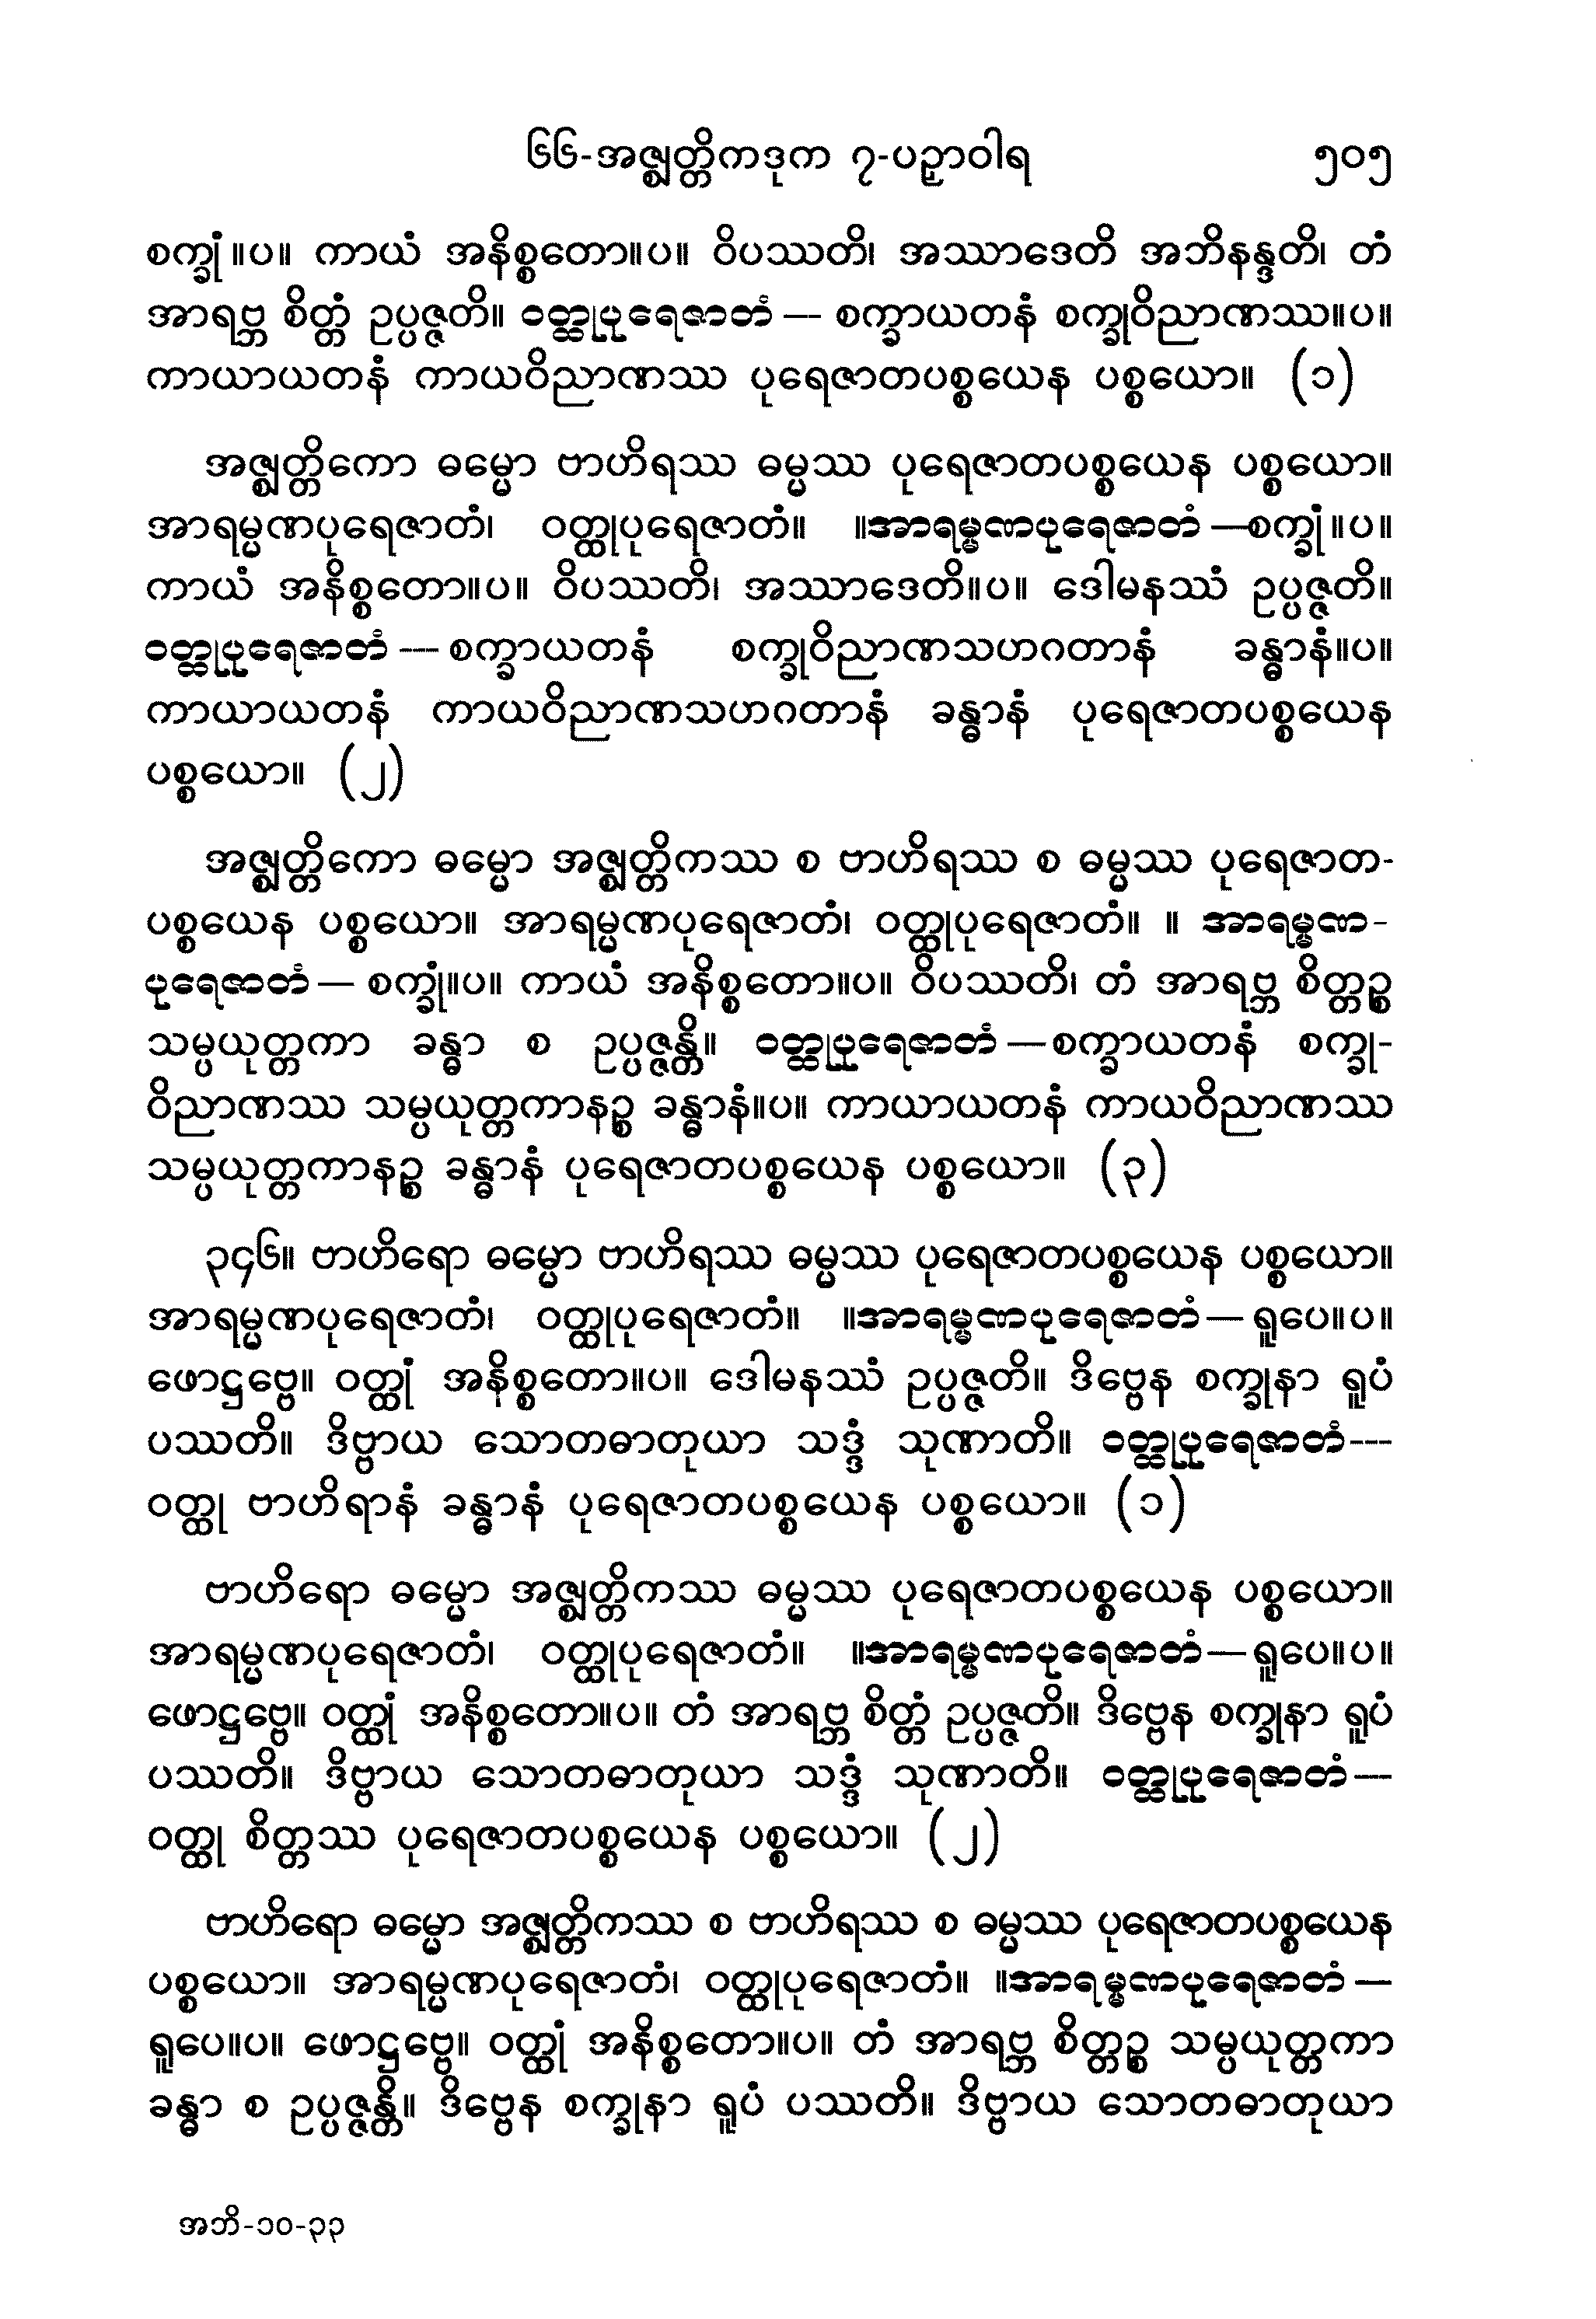 ၆၆-အဇ္ဈတ္တိကဒုက ၇-ပဉှာဝါရ ၅၀၅
စက္ခုံ။ပ။ ကာယံ အနိစ္စတော။ပ။ ဝိပဿတိ၊ အဿာဒေတိ အဘိနန္ဒတိ၊ တံ
အာရဗ္ဘ စိတ္တံ ဥပ္ပဇ္ဇတိ။ ဝတ္ထုပုရေဇာတံ — စက္ခာယတနံ စက္ခုဝိညာဏဿ။ပ။
ကာယာယတနံ ကာယဝိညာဏဿ ပုရေဇာတပစ္စယေန ပစ္စယော။ (၁)
အဇ္ဈတ္တိကော ဓမ္မော ဗာဟိရဿ ဓမ္မဿ ပုရေဇာတပစ္စယေန ပစ္စယော။
အာရမ္မဏပုရေဇာတံ၊ ဝတ္ထုပုရေဇာတံ။ ။အာရမ္မဏပုရေဇာတံ —စက္ခုံ။ပ။
ကာယံ အနိစ္စတော။ပ။ ဝိပဿတိ၊ အဿာဒေတိ။ပ။ ဒေါမနဿံ ဥပ္ပဇ္ဇတိ။
ဝတ္ထုပုရေဇာတံ — စက္ခာယတနံ စက္ခုဝိညာဏသဟဂတာနံ ခန္ဓာနံ။ပ။
ကာယာယတနံ ကာယဝိညာဏသဟဂတာနံ ခန္ဓာနံ ပုရေဇာတပစ္စယေန
ပစ္စယော။ (၂)
အဇ္ဈတ္တိကော ဓမ္မော အဇ္ဈတ္တိကဿ စ ဗာဟိရဿ စ ဓမ္မဿ ပုရေဇာတ-
ပစ္စယေန ပစ္စယော။ အာရမ္မဏပုရေဇာတံ၊ ဝတ္ထုပုရေဇာတံ။ ။ အာရမ္မဏ-
ပုရေဇာတံ — စက္ခုံ။ပ။ ကာယံ အနိစ္စတော။ပ။ ဝိပဿတိ၊ တံ အာရဗ္ဘ စိတ္တဉ္စ
သမ္ပယုတ္တကာ ခန္ဓာ စ ဥပ္ပဇ္ဇန္တိ။ ဝတ္ထုပုရေဇာတံ —စက္ခာယတနံ စက္ခု-
ဝိညာဏဿ သမ္ပယုတ္တကာနဉ္စ ခန္ဓာနံ။ပ။ ကာယာယတနံ ကာယဝိညာဏဿ
သမ္ပယုတ္တကာနဉ္စ ခန္ဓာနံ ပုရေဇာတပစ္စယေန ပစ္စယော။ (၃)
၃၄၆။ ဗာဟိရော ဓမ္မော ဗာဟိရဿ ဓမ္မဿ ပုရေဇာတပစ္စယေန ပစ္စယော။
အာရမ္မဏပုရေဇာတံ၊ ဝတ္ထုပုရေဇာတံ။ ။အာရမ္မဏပုရေဇာတံ— ရူပေ။ပ။
ဖောဋ္ဌဗ္ဗေ။ ဝတ္ထုံ အနိစ္စတော။ပ။ ဒေါမနဿံ ဥပ္ပဇ္ဇတိ။ ဒိဗ္ဗေန စက္ခုနာ ရူပံ
ပဿတိ။ ဒိဗ္ဗာယ သောတဓာတုယာ သဒ္ဒံ သုဏာတိ။ ဝတ္ထုပုရေဇာတံ—
ဝတ္ထု ဗာဟိရာနံ ခန္ဓာနံ ပုရေဇာတပစ္စယေန ပစ္စယော။ (၁)
ဗာဟိရော ဓမ္မော အဇ္ဈတ္တိကဿ ဓမ္မဿ ပုရေဇာတပစ္စယေန ပစ္စယော။
အာရမ္မဏပုရေဇာတံ၊ ဝတ္ထုပုရေဇာတံ။ ။အာရမ္မဏပုရေဇာတံ— ရူပေ။ပ။
ဖောဋ္ဌဗ္ဗေ။ ဝတ္ထုံ အနိစ္စတော။ပ။ တံ အာရဗ္ဘ စိတ္တံ ဥပ္ပဇ္ဇတိ။ ဒိဗ္ဗေန စက္ခုနာ ရူပံ
ပဿတိ။ ဒိဗ္ဗာယ သောတဓာတုယာ သဒ္ဒံ သုဏာတိ။ ဝတ္ထုပုရေဇာတံ—
ဝတ္ထု စိတ္တဿ ပုရေဇာတပစ္စယေန ပစ္စယော။ (၂)
ဗာဟိရော ဓမ္မော အဇ္ဈတ္တိကဿ စ ဗာဟိရဿ စ ဓမ္မဿ ပုရေဇာတပစ္စယေန
ပစ္စယော။ အာရမ္မဏပုရေဇာတံ၊ ဝတ္ထုပုရေဇာတံ။ ။အာရမ္မဏပုရေဇာတံ —
ရူပေ။ပ။ ဖောဋ္ဌဗ္ဗေ။ ဝတ္ထုံ အနိစ္စတော။ပ။ တံ အာရဗ္ဘ စိတ္တဉ္စ သမ္ပယုတ္တကာ
ခန္ဓာ စ ဥပ္ပဇ္ဇန္တိ။ ဒိဗ္ဗေန စက္ခုနာ ရူပံ ပဿတိ။ ဒိဗ္ဗာယ သောတဓာတုယာ
အဘိ-၁၀-၃၃